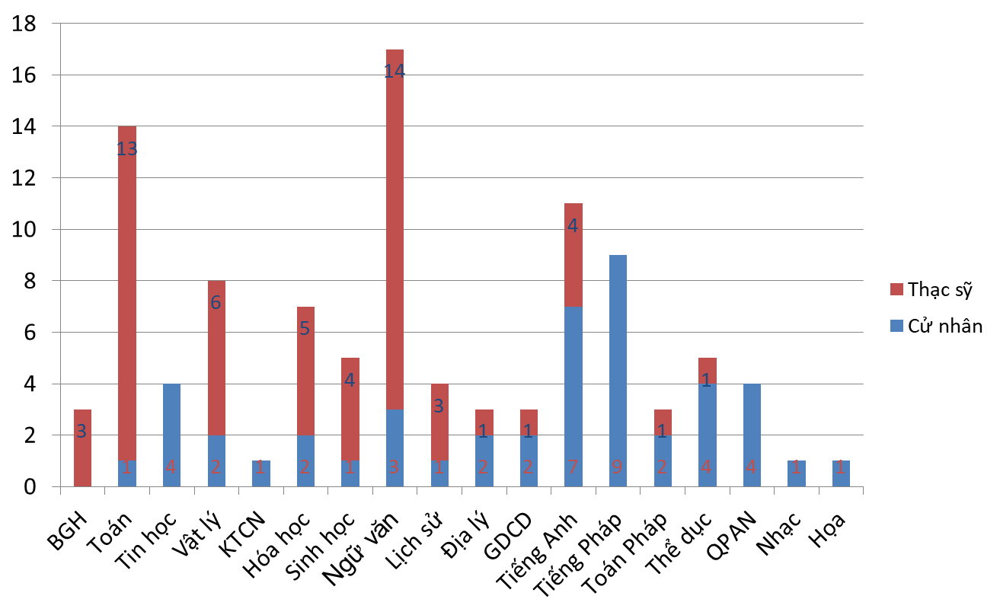 18
16
14
12
10
8
6
4
2
0
3
13
1
4
6
2
1
5
2
4
1
14
3
3
1
1
2
1
2
4
7
9
1
2
1
4
4
1
1
BGH
Toán
Tin học
Vật lý
KTCN
Hóa học
Sinh học
Ngữ văn
Lịch sử
Địa lý
GDCD
Tiếng Anh
Tiếng Pháp
Toán Pháp
Thể dục
QPAN
Nhạc
Họa
Thạc sỹ
Cử nhân